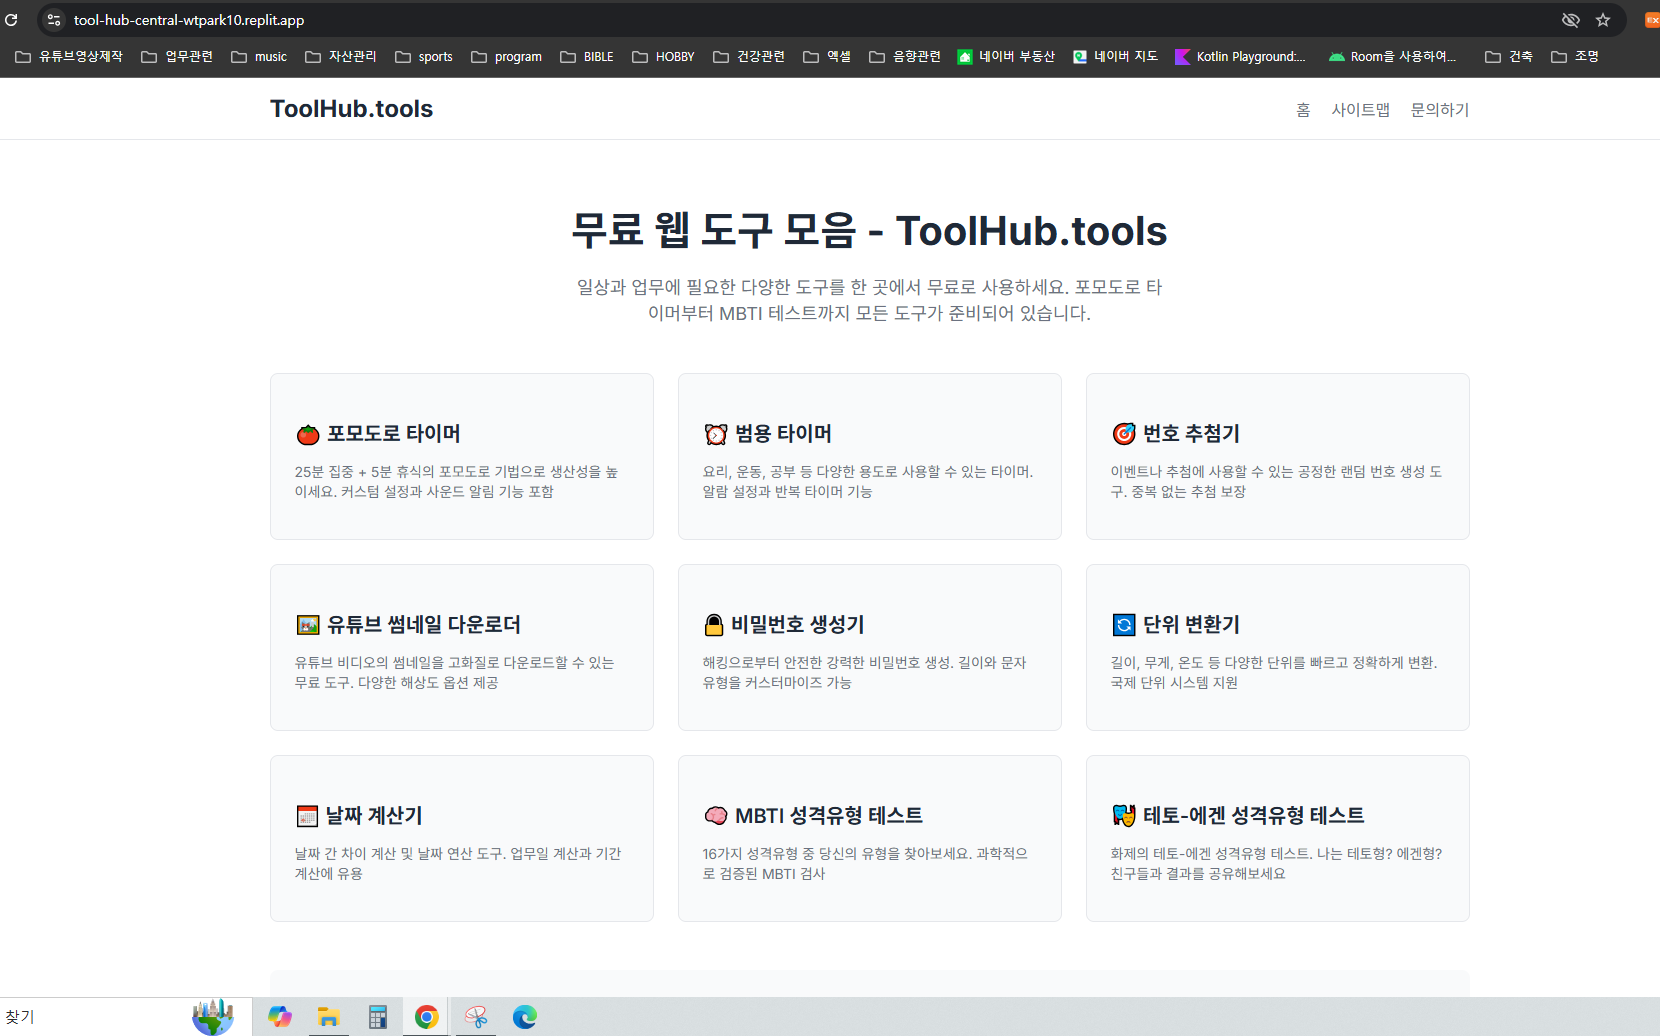 tool-hub-central-wtpark10.replit.app
유튜브영상제작 업무관련 music 자산관리 sports program BIBLE HOBBY 건강관련 엑셀 음향관련 네이버 부동산 네이버 지도 Kotlin Playground:... Room을 사용하여... 건축 조명
ToolHub.tools
홈 사이트맵 문의하기
무료 웹 도구 모음 - ToolHub.tools
일상과 업무에 필요한 다양한 도구를 한 곳에서 무료로 사용하세요. 포모도로 타
이머부터 MBTI 테스트까지 모든 도구가 준비되어 있습니다.
포모도로 타이머
25분 집중 + 5분 휴식의 포모도로 기법으로 생산성을 높
이세요. 커스텀 설정과 사운드 알림 기능 포함
범용 타이머
요리, 운동, 공부 등 다양한 용도로 사용할 수 있는 타이머.
알람 설정과 반복 타이머 기능
번호 추첨기
이벤트나 추첨에 사용할 수 있는 공정한 랜덤 번호 생성 도
구. 중복 없는 추첨 보장
유튜브 썸네일 다운로더
유튜브 비디오의 썸네일을 고화질로 다운로드할 수 있는
무료 도구. 다양한 해상도 옵션 제공
비밀번호 생성기
해킹으로부터 안전한 강력한 비밀번호 생성. 길이와 문자
유형을 커스터마이즈 가능
단위 변환기
길이, 무게, 온도 등 다양한 단위를 빠르고 정확하게 변환.
국제 단위 시스템 지원
날짜 계산기
날짜 간 차이 계산 및 날짜 연산 도구. 업무일 계산과 기간
계산에 유용
MBTI 성격유형 테스트
16가지 성격유형 중 당신의 유형을 찾아보세요. 과학적으
로 검증된 MBTI 검사
테토-에겐 성격유형 테스트
화제의 테토-에겐 성격유형 테스트. 나는 테토형? 에겐형?
친구들과 결과를 공유해보세요
찾기